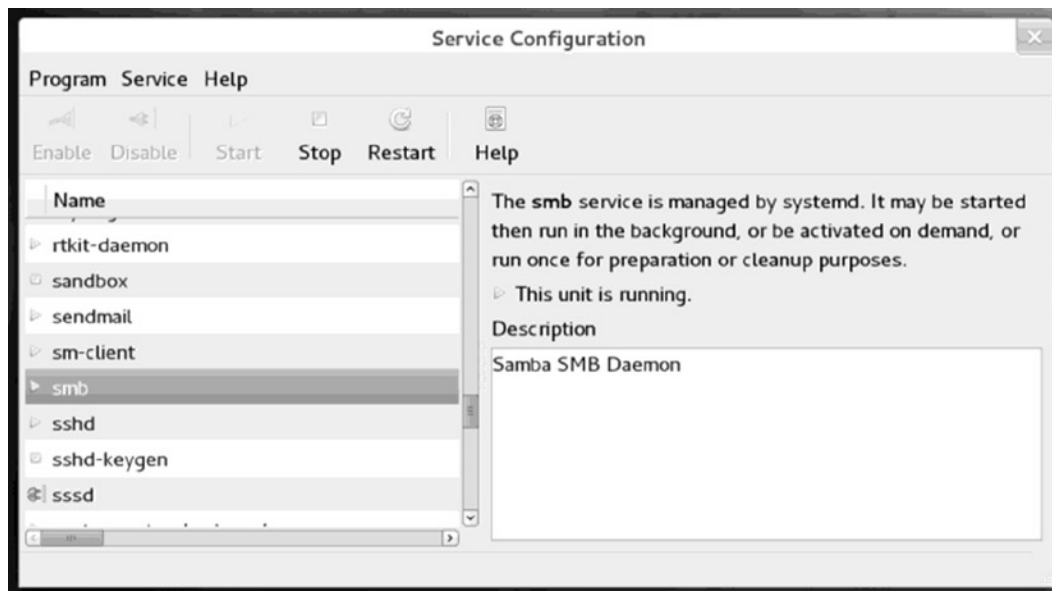 Service Configuration
Program Service Help
Enable Disable Start Stop Restart Help
Name
rtkit-daemon
sandbox
sendmail
sm-client
smb
sshd
sshd-keygen
sssd
The smb service is managed by systemd. It may be started
then run in the background, or be activated on demand, or
run once for preparation or cleanup purposes.
This unit is running.
Description
Samba SMB Daemon